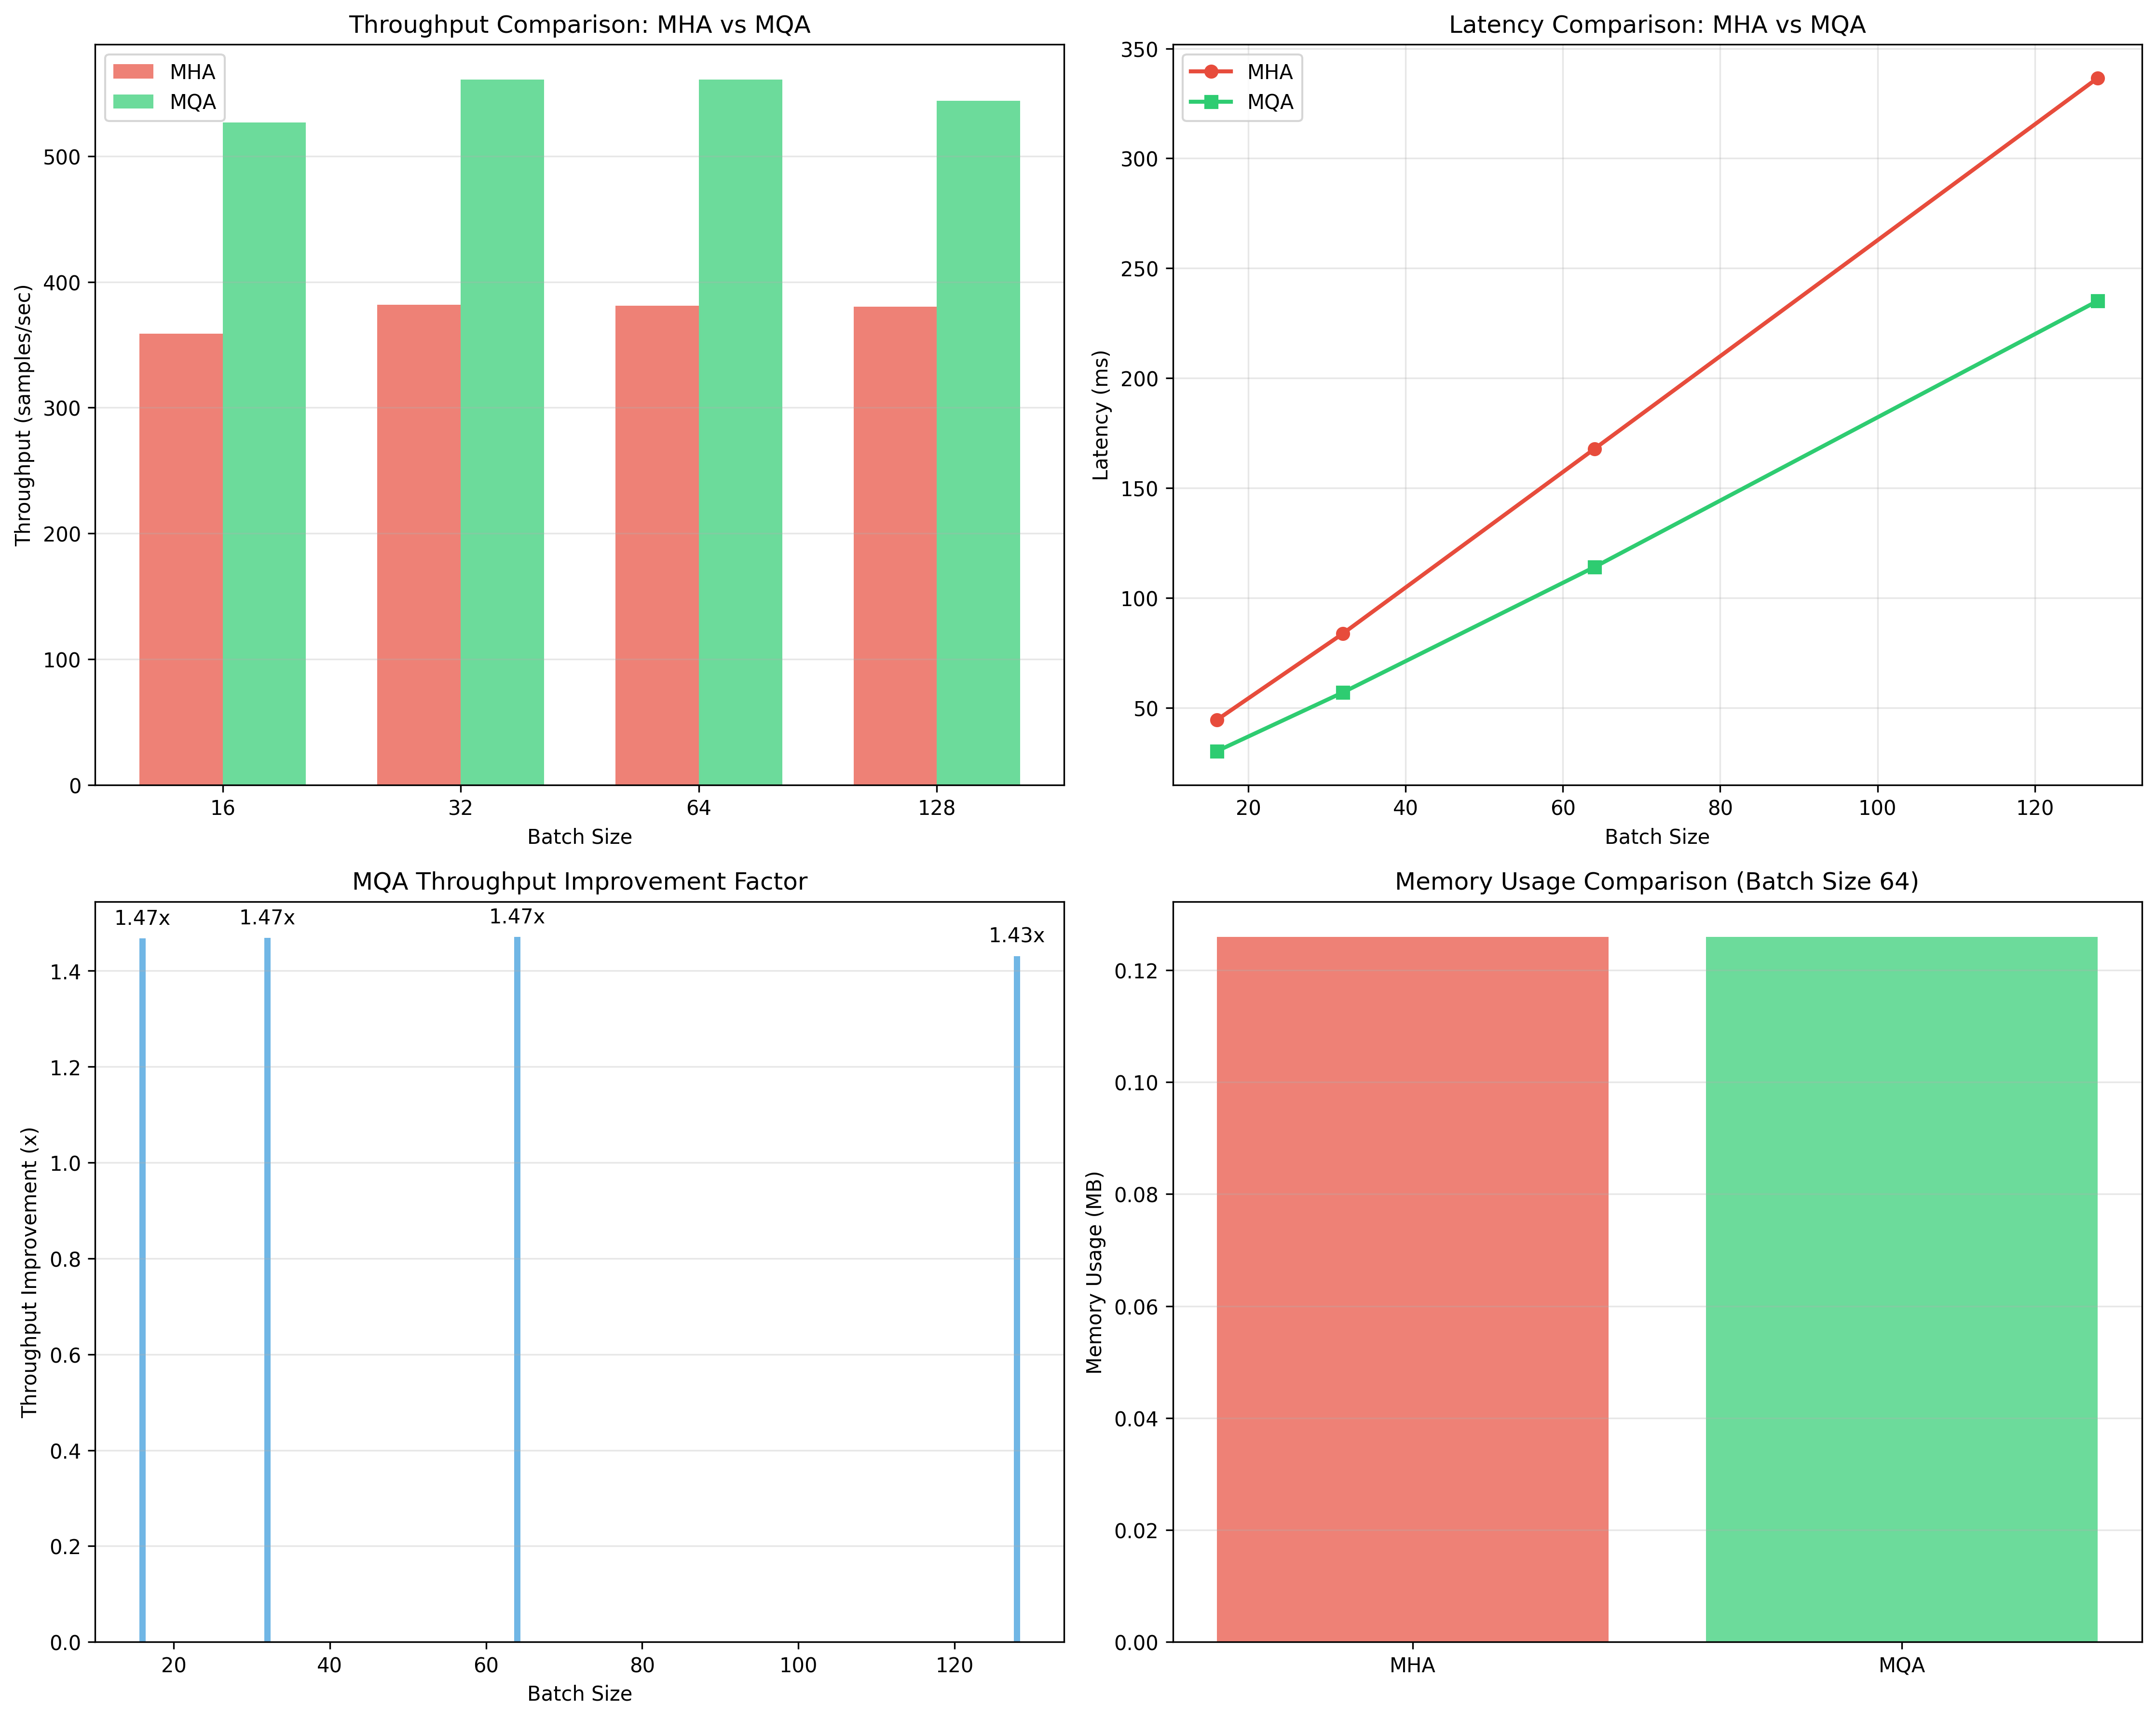 Throughput Comparison: MHA vs MQA
MHA
MQA
Throughput (samples/sec)
500
400
300
200
100
0
16 32 64 128
Batch Size
Latency Comparison: MHA vs MQA
MHA
MQA
Latency (ms)
350
300
250
200
150
100
50
20 40 60 80 100 120
Batch Size
MQA Throughput Improvement Factor
1.47x 1.47x 1.47x 1.43x
Throughput Improvement (x)
1.4
1.2
1.0
0.8
0.6
0.4
0.2
0.0
20 40 60 80 100 120
Batch Size
Memory Usage Comparison (Batch Size 64)
Memory Usage (MB)
0.12
0.10
0.08
0.06
0.04
0.02
0.00
MHA MQA